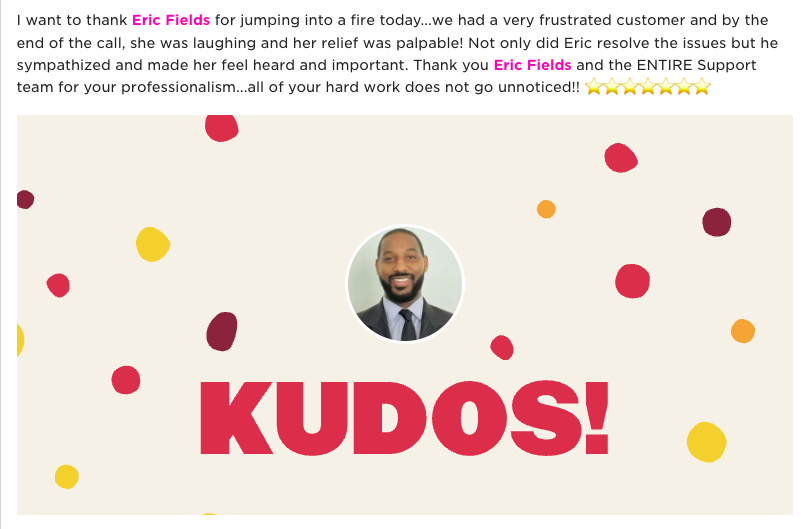 I want to thank Eric Fields for jumping into a fire today...we had a very frustrated customer and by the
end of the call, she was laughing and her relief was palpable! Not only did Eric resolve the issues but he
sympathized and made her feel heard and important. Thank you Eric Fields and the ENTIRE Support
team for your professionalism...all of your hard work does not go unnoticed!! ⭐⭐⭐⭐⭐⭐⭐
KUDOS!